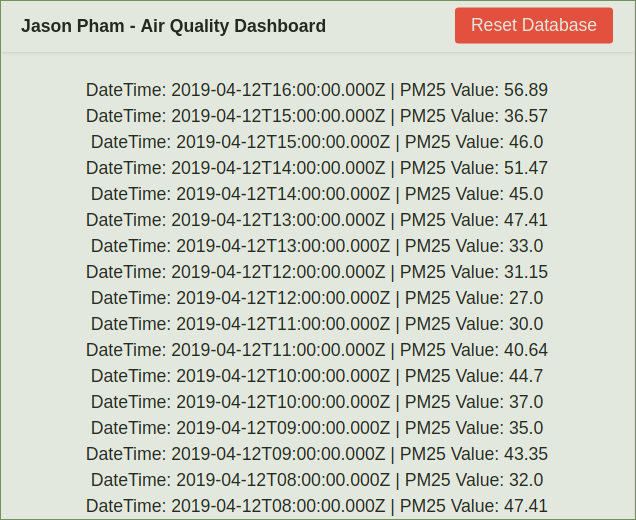 Jason Pham - Air Quality Dashboard
Reset Database
DateTime: 2019-04-12T16:00:00.000Z | PM25 Value: 56.89
DateTime: 2019-04-12T15:00:00.000Z | PM25 Value: 36.57
DateTime: 2019-04-12T15:00:00.000Z | PM25 Value: 46.0
DateTime: 2019-04-12T14:00:00.000Z | PM25 Value: 51.47
DateTime: 2019-04-12T14:00:00.000Z | PM25 Value: 45.0
DateTime: 2019-04-12T13:00:00.000Z | PM25 Value: 47.41
DateTime: 2019-04-12T13:00:00.000Z | PM25 Value: 33.0
DateTime: 2019-04-12T12:00:00.000Z | PM25 Value: 31.15
DateTime: 2019-04-12T12:00:00.000Z | PM25 Value: 27.0
DateTime: 2019-04-12T11:00:00.000Z | PM25 Value: 30.0
DateTime: 2019-04-12T11:00:00.000Z | PM25 Value: 40.64
DateTime: 2019-04-12T10:00:00.000Z | PM25 Value: 44.7
DateTime: 2019-04-12T10:00:00.000Z | PM25 Value: 37.0
DateTime: 2019-04-12T09:00:00.000Z | PM25 Value: 35.0
DateTime: 2019-04-12T09:00:00.000Z | PM25 Value: 43.35
DateTime: 2019-04-12T08:00:00.000Z | PM25 Value: 32.0
DateTime: 2019-04-12T08:00:00.000Z | PM25 Value: 47.41